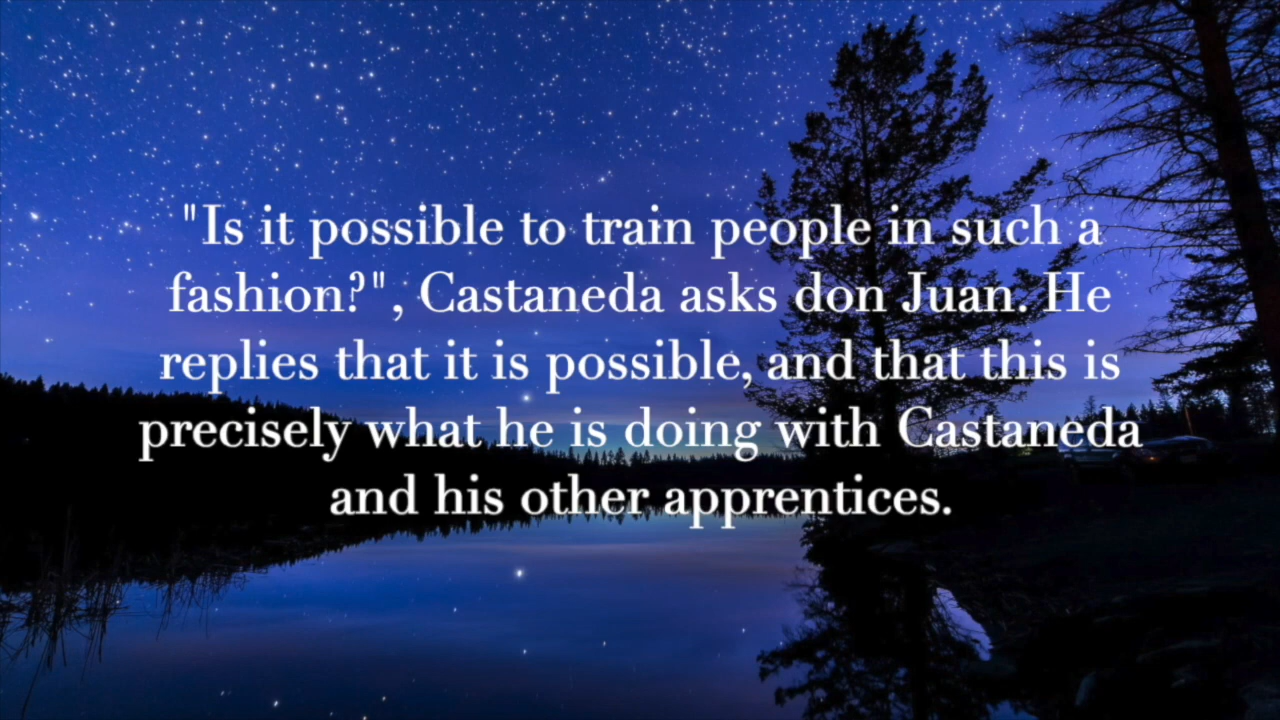 "Is it possible to train people in such a
fashion?", Castaneda asks don Juan. He
replies that it is possible, and that this is
precisely what he is doing with Castaneda
and his other apprentices.